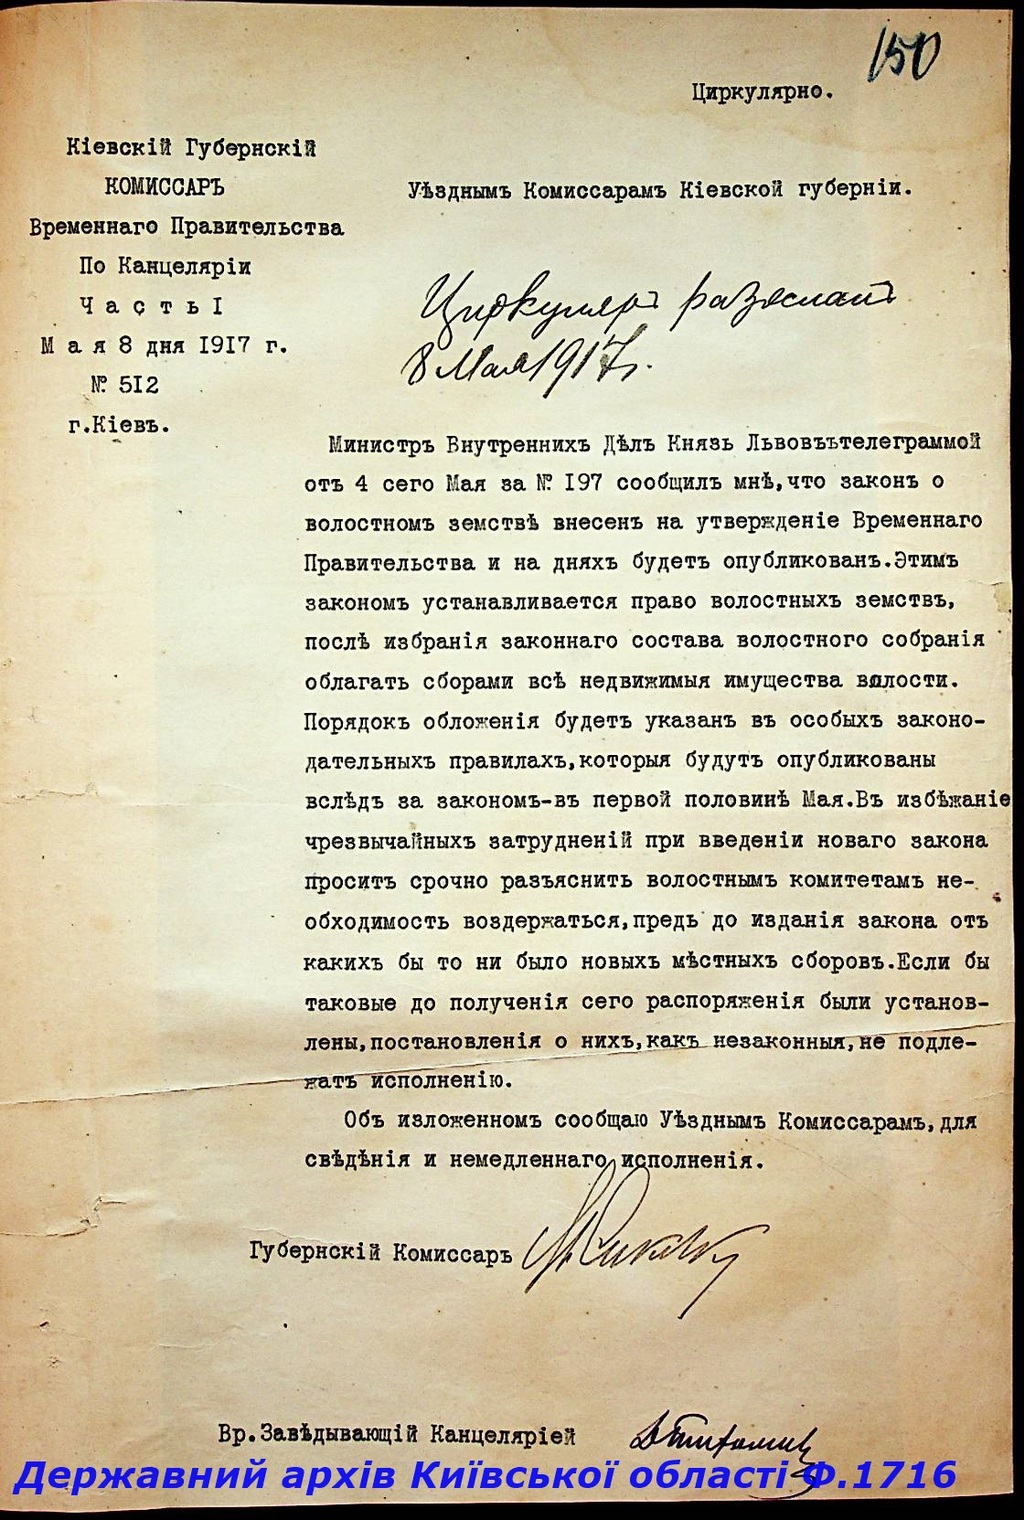 150
Циркулярно.
Кіевскій Губернскій
КОМИССАРЪ
Временнаго Правительства
По Канцеляріи
Ч а с т ь I
М а я 8 дня 1917 г.
№ 512
г.Кіевъ.
Уѣзднымъ Комиссарамъ Кіевской губерніи.
Циркуляръ разосланъ
8 Мая 1917 г.
Министръ Внутреннихъ Дѣлъ Князь Львовъътелеграммой
отъ 4 сего Мая за № I97 сообщилъ мнѣ,что законъ о
волостномъ земствѣ внесенъ на утвержденіе Временнаго
Правительства и на дняхъ будетъ опубликованъ.Этимъ
закономъ устанавливается право волостныхъ земствъ,
послѣ избранія законнаго состава волостного собранія
облагать сборами всѣ недвижимыя имущества волости.
Порядокъ обложенія будетъ указанъ въ особыхъ законо-
дательныхъ правилахъ,которыя будутъ опубликованы
вслѣдъ за закономъ-въ первой половинѣ Мая.Въ избѣжаніе
чрезвычайныхъ затрудненій при введеніи новаго закона
проситъ срочно разъяснить волостнымъ комитетамъ не-
обходимость воздержаться,предь до изданія закона отъ
какихъ бы то ни было новыхъ мѣстныхъ сборовъ.Если бы
таковые до полученія сего распоряженія были установ-
лены,постановленія о нихъ,какъ незаконныя,не подле-
жатъ исполненію.
Объ изложенномъ сообщаю Уѣзднымъ Комиссарамъ,для
свѣдѣнія и немедленнаго исполненія.
Губернскій Комиссаръ
Вр.Завѣдывающій Канцеляріей
Державний архів Київської області Ф.1716